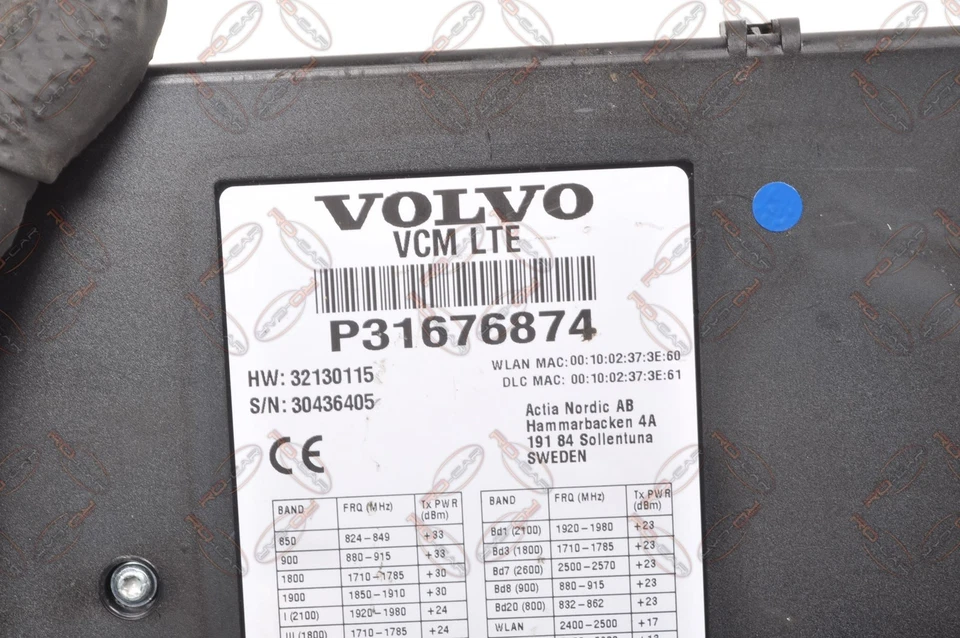 VOLVO
VCM LTE
P31676874
WLAN MAC: 00:10:02:37:3E:60
DLC MAC: 00:10:02:37:3E:61
HW: 32130115
S/N: 30436405
Actia Nordic AB
Hammarbacken 4A
191 84 Sollentuna
SWEDEN
CE
BAND FRQ (MHz) Tx PWR (dBm)
850 824-849 +33
900 880-915 +33
1800 1710-1785 +30
1900 1850-1910 +30
I (2100) 1920-1980 +24
III (1800) 1710-1785 +24
BAND FRQ (MHz) Tx PWR (dBm)
Bd1 (2100) 1920-1980 +23
Bd3 (1800) 1710-1785 +23
Bd7 (2600) 2500-2570 +23
Bd8 (900) 880-915 +23
Bd20 (800) 832-862 +23
WLAN 2400-2500 +17
RO-CAR